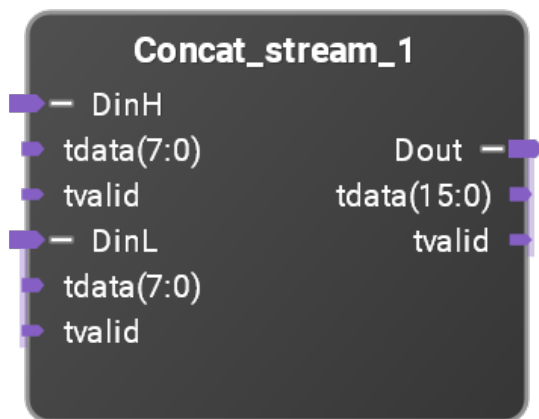 Concat_stream_1
DinH
tdata(7:0)
Dout
tvalid
tdata(15:0)
DinL
tvalid
tdata(7:0)
tvalid